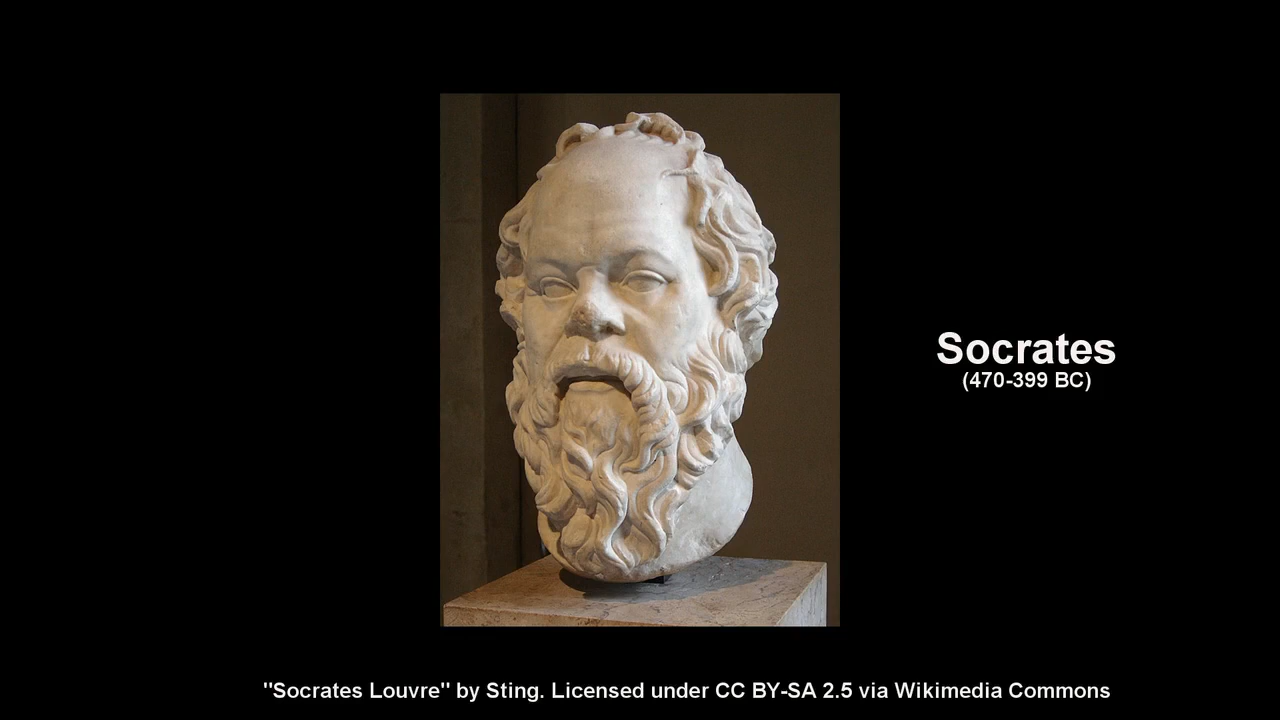 Socrates
(470-399 BC)
"Socrates Louvre" by Sting. Licensed under CC BY-SA 2.5 via Wikimedia Commons